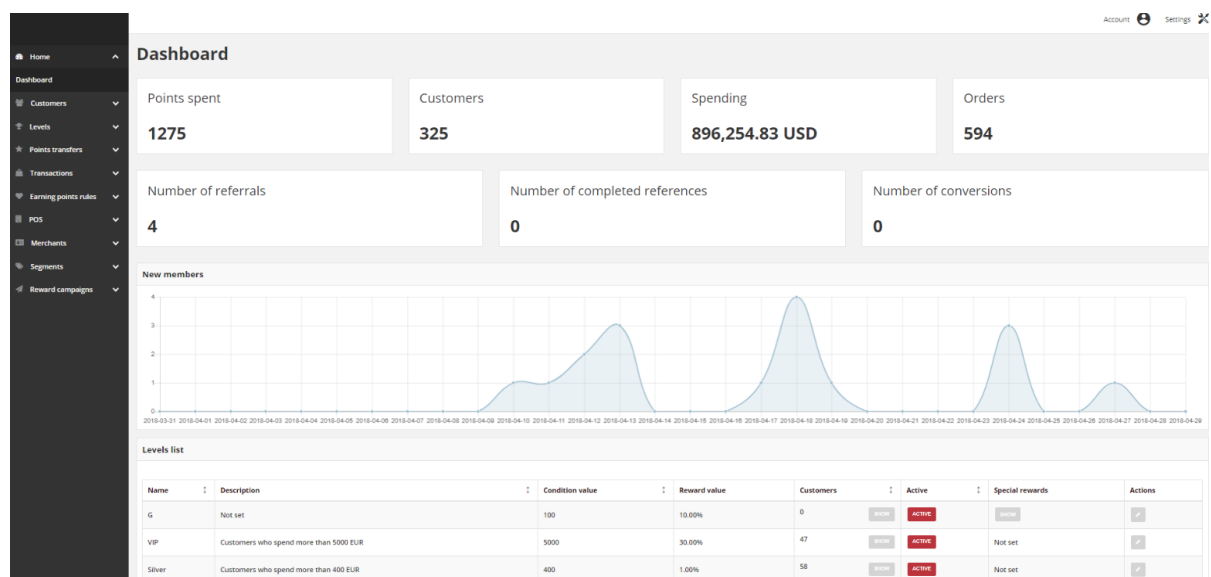 Account Settings
Home
Dashboard
Customers
Levels
Points transfers
Transactions
Earning points rules
POS
Merchants
Segments
Reward campaigns
Dashboard
Points spent
1275
Customers
325
Spending
896,254.83 USD
Orders
594
Number of referrals
4
Number of completed references
0
Number of conversions
0
New members
4
3
2
1
0
2018-03-31 2018-04-01 2018-04-02 2018-04-03 2018-04-04 2018-04-05 2018-04-06 2018-04-07 2018-04-08 2018-04-09 2018-04-10 2018-04-11 2018-04-12 2018-04-13 2018-04-14 2018-04-15 2018-04-16 2018-04-17 2018-04-18 2018-04-19 2018-04-20 2018-04-21 2018-04-22 2018-04-23 2018-04-24 2018-04-25 2018-04-26 2018-04-27 2018-04-28 2018-04-29
Levels list
Name Description Condition value Reward value Customers Active Special rewards Actions
G Not set 100 10.00% 0 SHOW ACTIVE SHOW
VIP Customers who spend more than 5000 EUR 5000 30.00% 47 SHOW ACTIVE Not set
Silver Customers who spend more than 400 EUR 400 1.00% 58 SHOW ACTIVE Not set